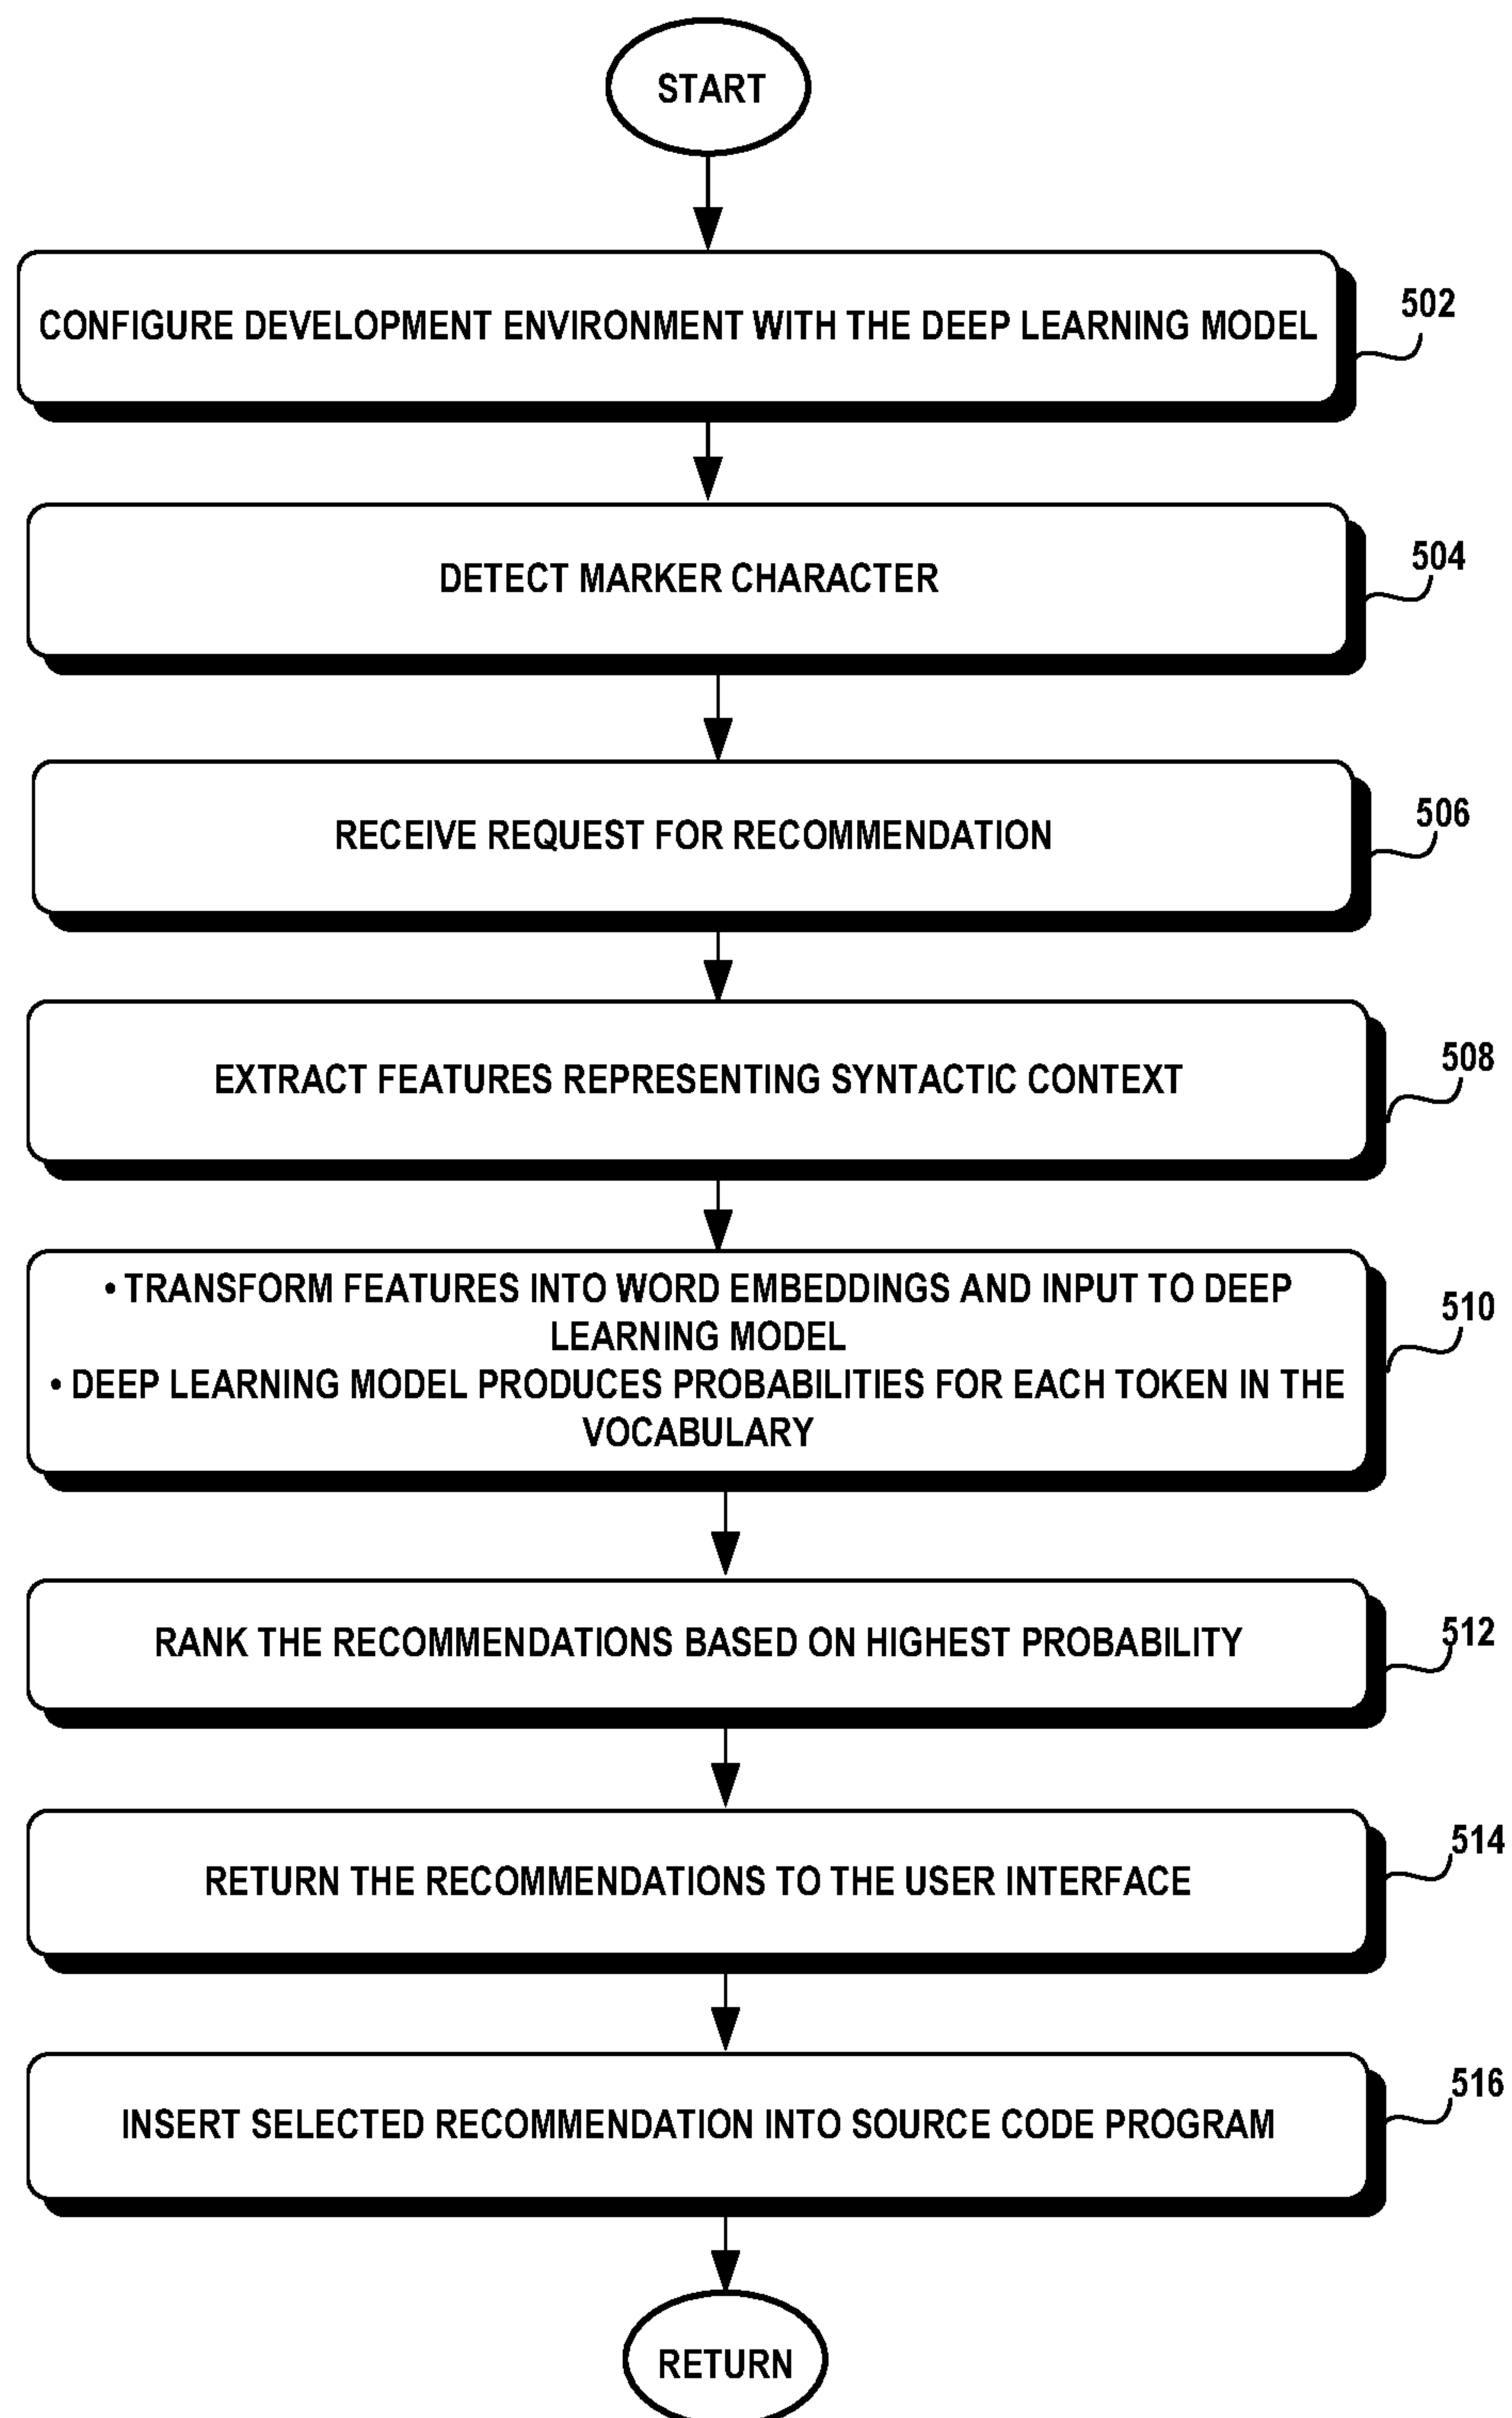 START
CONFIGURE DEVELOPMENT ENVIRONMENT WITH THE DEEP LEARNING MODEL
502
DETECT MARKER CHARACTER
504
RECEIVE REQUEST FOR RECOMMENDATION
506
EXTRACT FEATURES REPRESENTING SYNTACTIC CONTEXT
508
• TRANSFORM FEATURES INTO WORD EMBEDDINGS AND INPUT TO DEEP
LEARNING MODEL
• DEEP LEARNING MODEL PRODUCES PROBABILITIES FOR EACH TOKEN IN THE
VOCABULARY
510
RANK THE RECOMMENDATIONS BASED ON HIGHEST PROBABILITY
512
RETURN THE RECOMMENDATIONS TO THE USER INTERFACE
514
INSERT SELECTED RECOMMENDATION INTO SOURCE CODE PROGRAM
516
RETURN